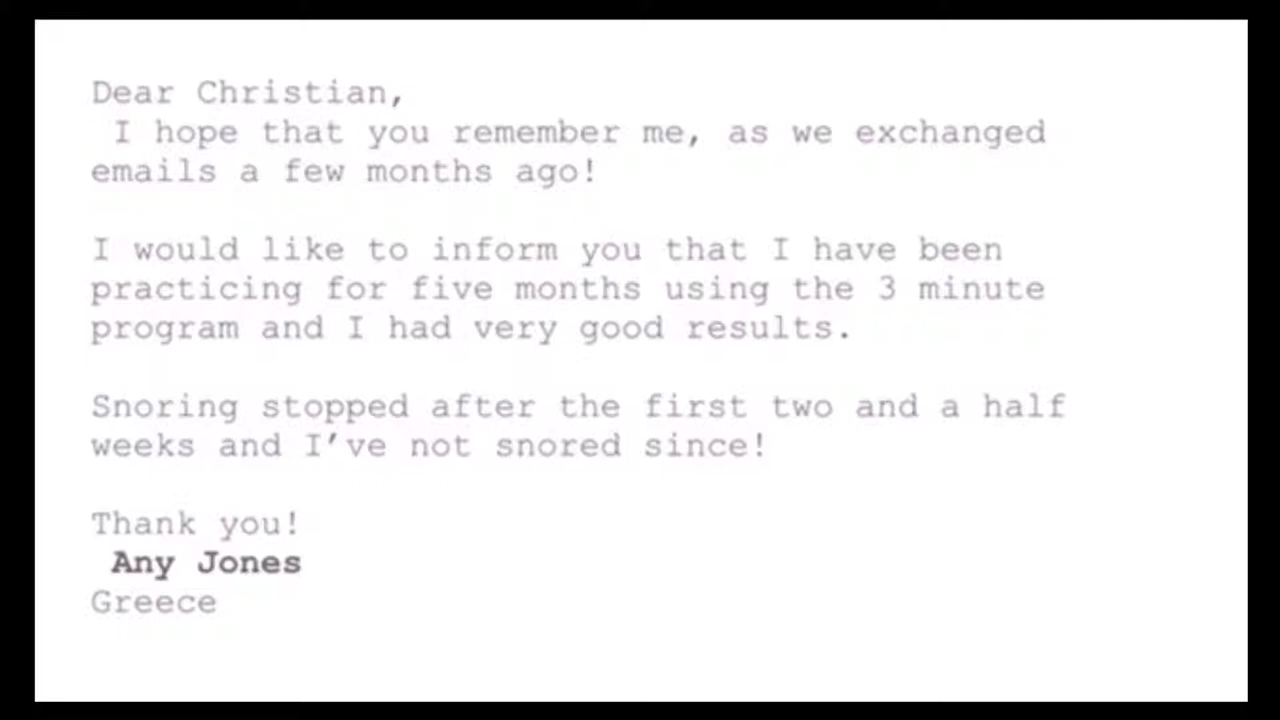 Dear Christian,
I hope that you remember me, as we exchanged
emails a few months ago!
I would like to inform you that I have been
practicing for five months using the 3 minute
program and I had very good results.
Snoring stopped after the first two and a half
weeks and I’ve not snored since!
Thank you!
Any Jones
Greece